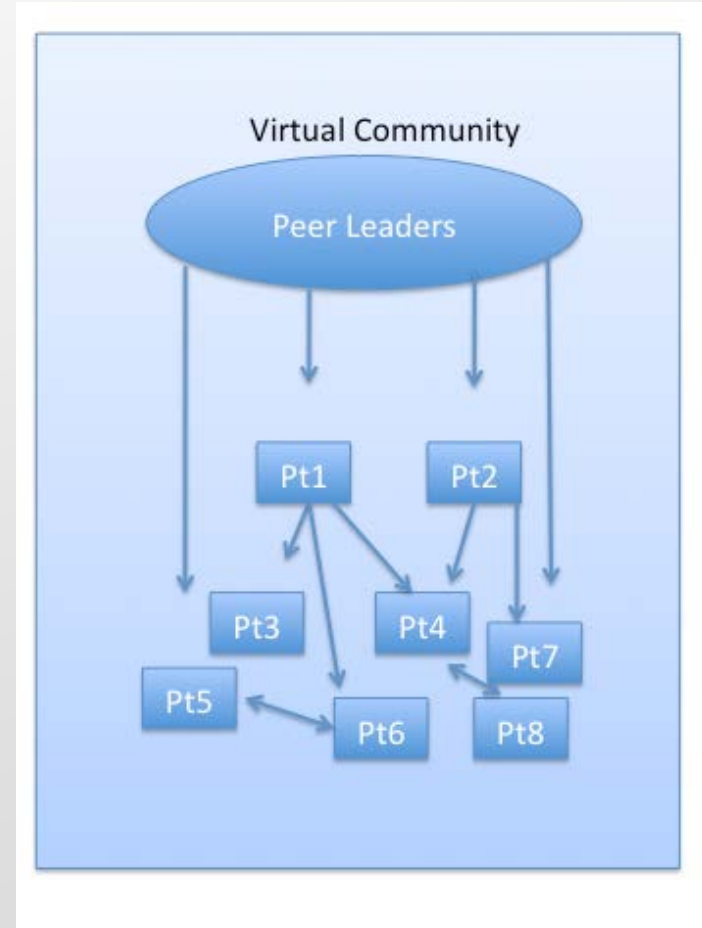 Virtual Community
Peer Leaders
Pt1
Pt2
Pt3
Pt4
Pt7
Pt5
Pt6
Pt8